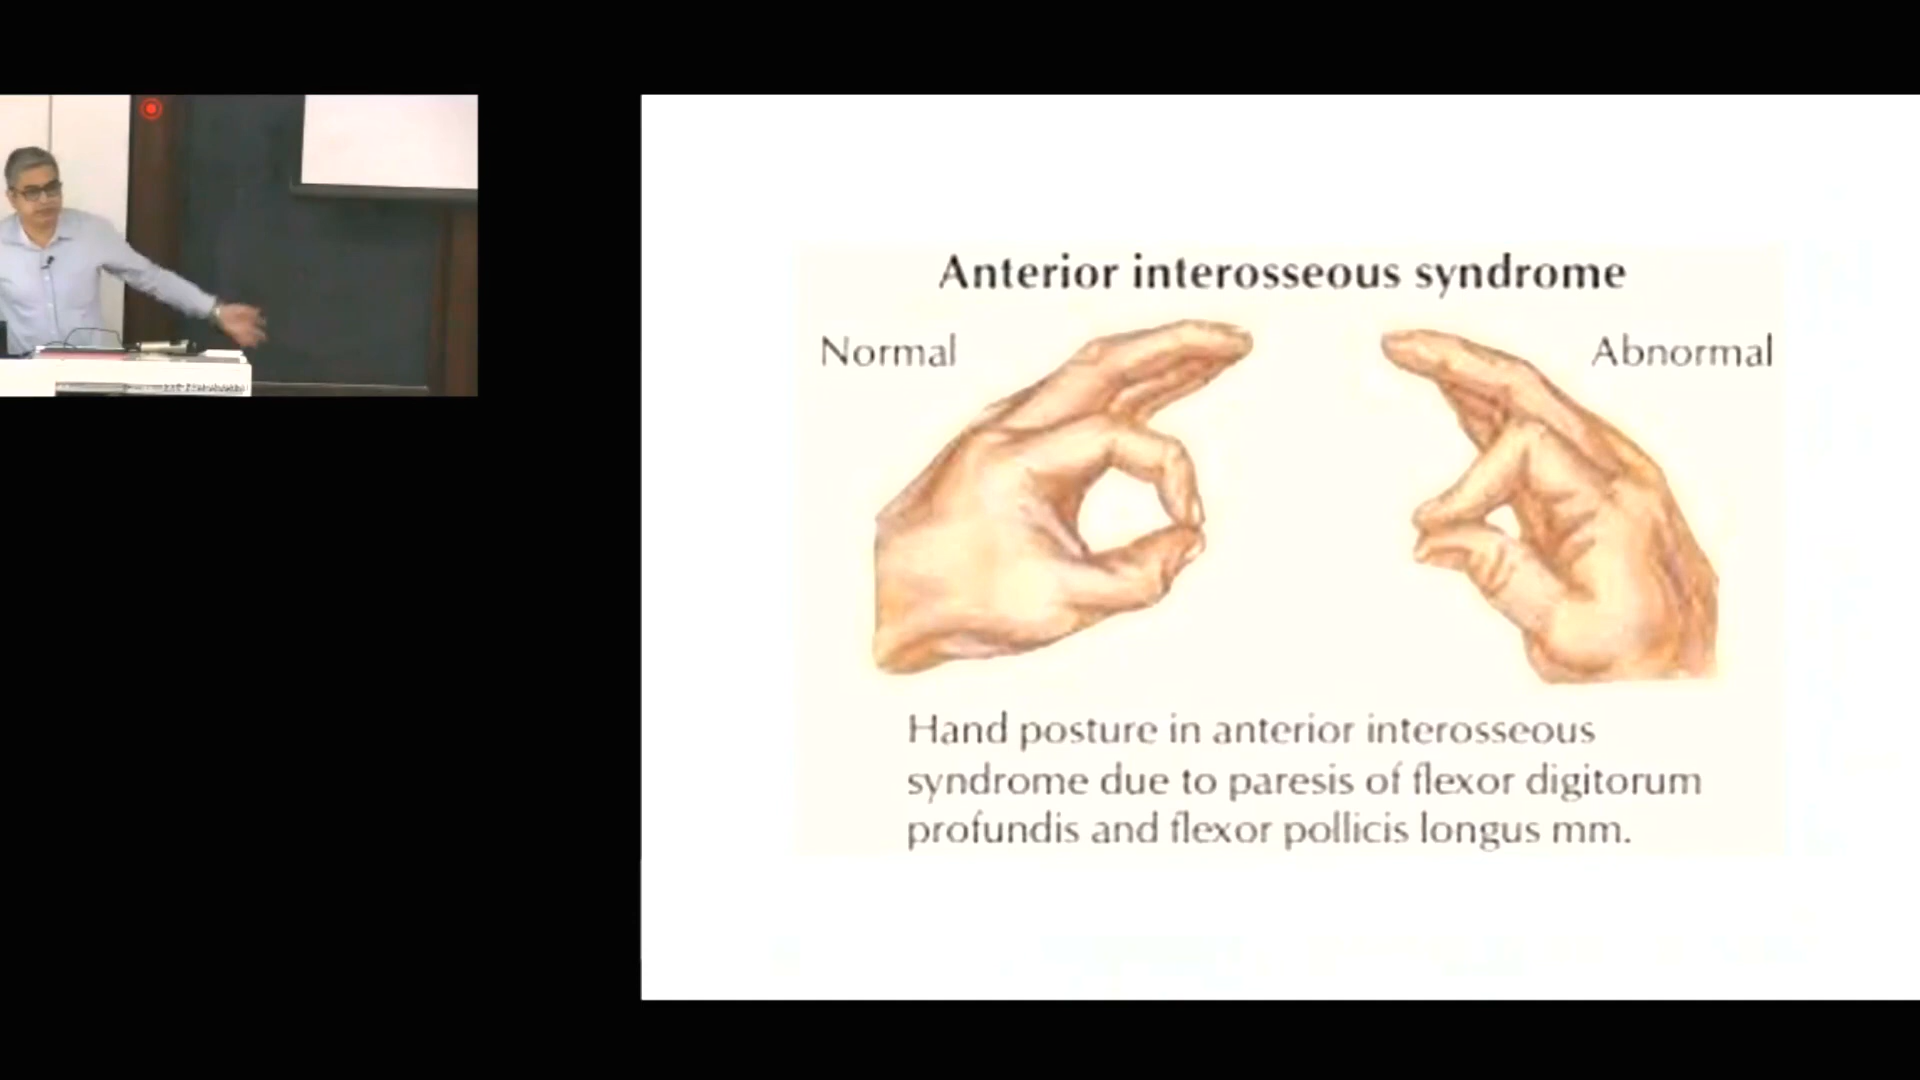 Anterior interosseous syndrome
Normal
Abnormal
Hand posture in anterior interosseous
syndrome due to paresis of flexor digitorum
profundis and flexor pollicis longus mm.